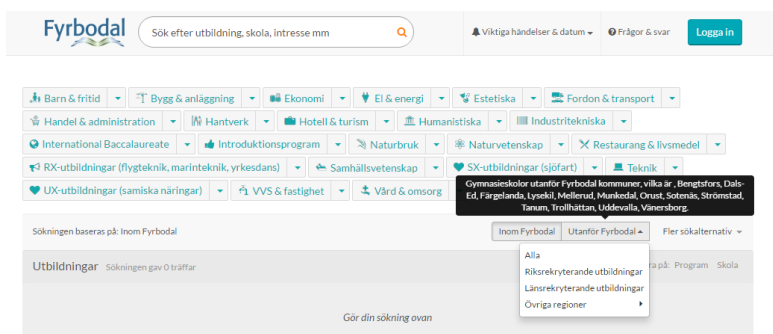 Fyrbodal
Sök efter utbildning, skola, intresse mm
Viktiga händelser & datum
Frågor & svar
Logga in
Barn & fritid Bygg & anläggning Ekonomi El & energi Estetiska Fordon & transport
Handel & administration Hantverk Hotell & turism Humanistiska Industritekniska
International Baccalaureate Introduktionsprogram Naturbruk Naturvetenskap Restaurang & livsmedel
RX-utbildningar (flygteknik, marinteknik, yrkesdans) Samhällsvetenskap SX-utbildningar (sjöfart) Teknik
UX-utbildningar (samiska näringar) VVS & fastighet Vård & omsorg
Gymnasieskolor utanför Fyrbodal kommuner, vilka är , Bengtsfors, Dals-
Ed, Färgelanda, Lysekil, Mellerud, Munkedal, Orust, Sotenäs, Strömstad,
Tanum, Trollhättan, Uddevalla, Vänersborg.
Sökningen baseras på: Inom Fyrbodal
Inom Fyrbodal Utanför Fyrbodal Fler sökalternativ
Alla
Riksrekryterande utbildningar
Länsrekryterande utbildningar
Övriga regioner
Utbildningar Sökningen gav 0 träffar
på: Program Skola
Gör din sökning ovan